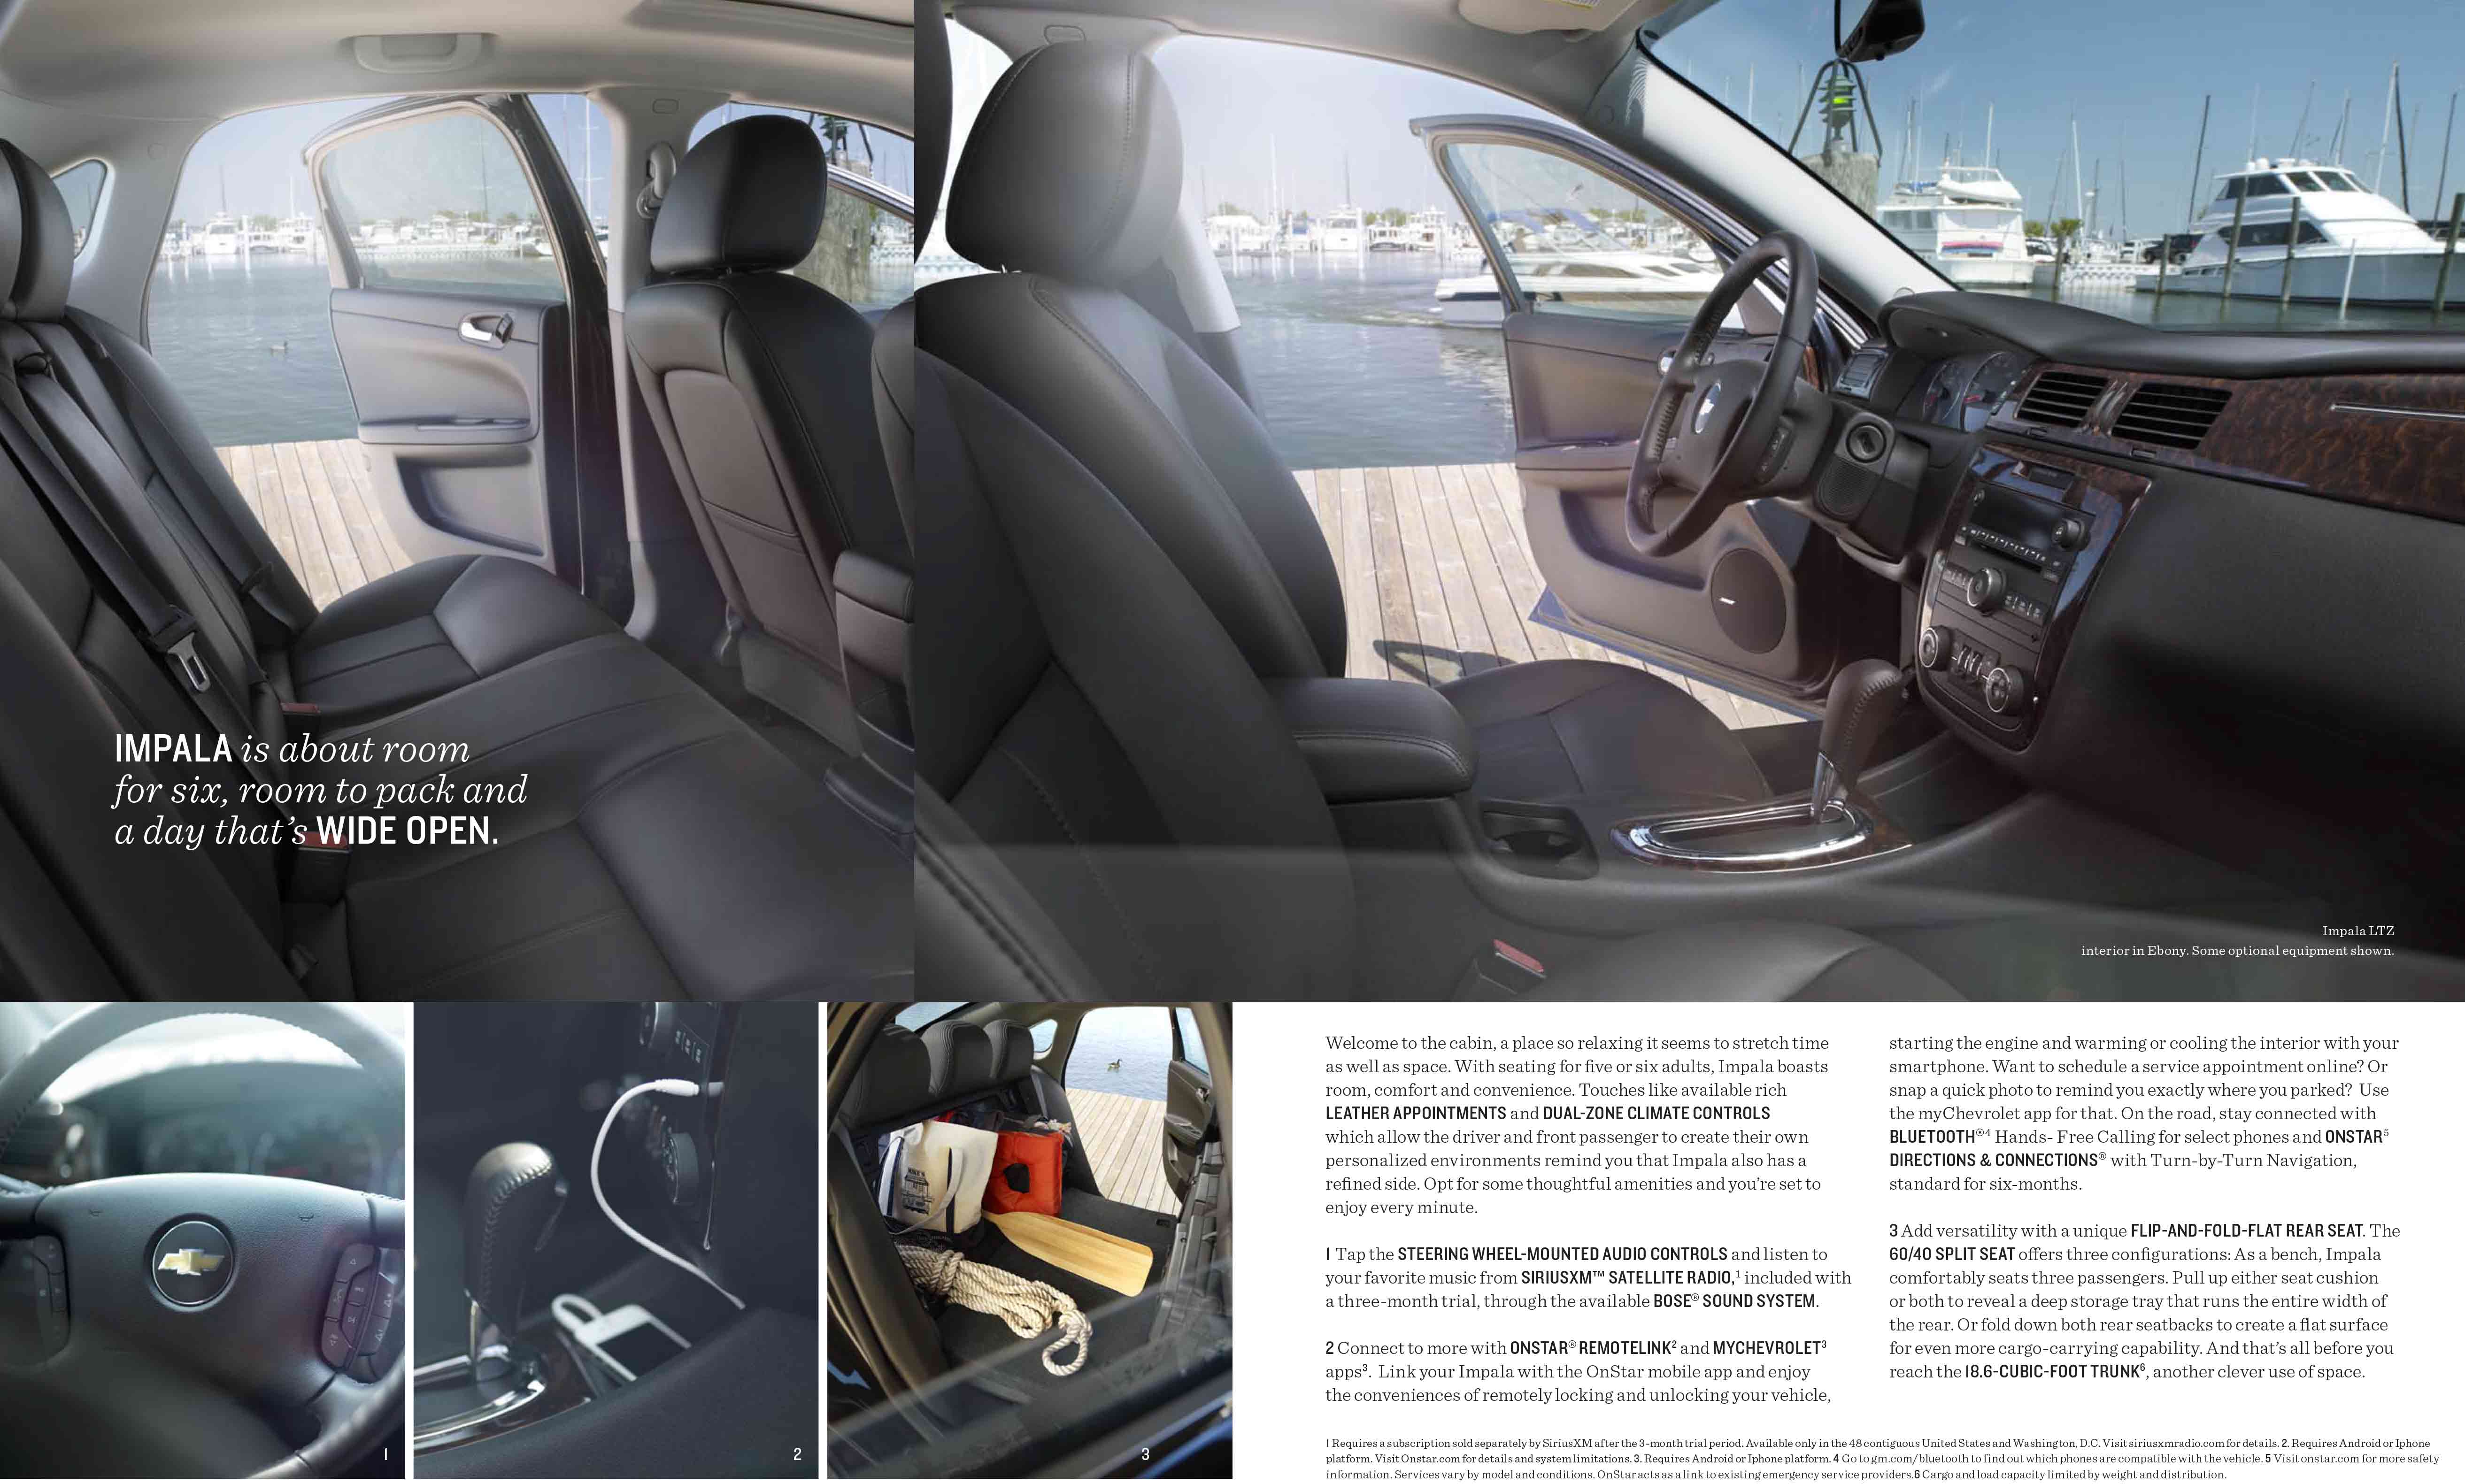 IMPALA is about room
for six, room to pack and
a day that's WIDE OPEN.
Impala LTZ
interior in Ebony. Some optional equipment shown.
1
2
3
Welcome to the cabin, a place so relaxing it seems to stretch time
as well as space. With seating for five or six adults, Impala boasts
room, comfort and convenience. Touches like available rich
LEATHER APPOINTMENTS and DUAL-ZONE CLIMATE CONTROLS
which allow the driver and front passenger to create their own
personalized environments remind you that Impala also has a
refined side. Opt for some thoughtful amenities and you're set to
enjoy every minute.
1 Tap the STEERING WHEEL-MOUNTED AUDIO CONTROLS and listen to
your favorite music from SIRIUSXM™ SATELLITE RADIO,¹ included with
a three-month trial, through the available BOSE® SOUND SYSTEM.
2 Connect to more with ONSTAR® REMOTELINK² and MYCHEVROLET³
apps³. Link your Impala with the OnStar mobile app and enjoy
the conveniences of remotely locking and unlocking your vehicle,
starting the engine and warming or cooling the interior with your
smartphone. Want to schedule a service appointment online? Or
snap a quick photo to remind you exactly where you parked? Use
the myChevrolet app for that. On the road, stay connected with
BLUETOOTH®⁴ Hands- Free Calling for select phones and ONSTAR⁵
DIRECTIONS & CONNECTIONS® with Turn-by-Turn Navigation,
standard for six-months.
3 Add versatility with a unique FLIP-AND-FOLD-FLAT REAR SEAT. The
60/40 SPLIT SEAT offers three configurations: As a bench, Impala
comfortably seats three passengers. Pull up either seat cushion
or both to reveal a deep storage tray that runs the entire width of
the rear. Or fold down both rear seatbacks to create a flat surface
for even more cargo-carrying capability. And that's all before you
reach the 18.6-CUBIC-FOOT TRUNK⁶, another clever use of space.
1 Requires a subscription sold separately by SiriusXM after the 3-month trial period. Available only in the 48 contiguous United States and Washington, D.C. Visit siriusxmradio.com for details. 2. Requires Android or Iphone
platform. Visit Onstar.com for details and system limitations. 3. Requires Android or Iphone platform. 4 Go to gm.com/bluetooth to find out which phones are compatible with the vehicle. 5 Visit onstar.com for more safety
information. Services vary by model and conditions. OnStar acts as a link to existing emergency service providers.6 Cargo and load capacity limited by weight and distribution.